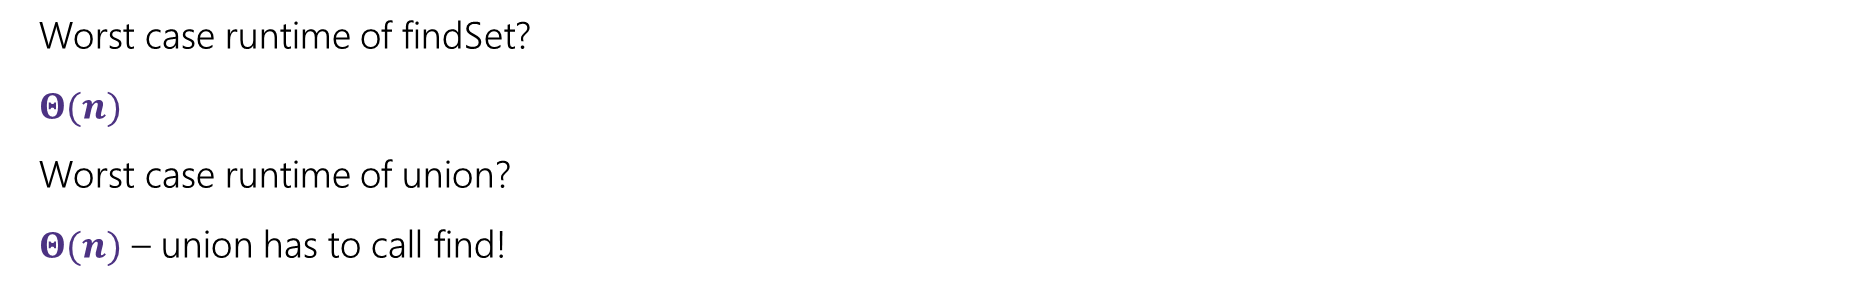 Worst case runtime of findSet?
𝚯(𝒏)
Worst case runtime of union?
𝚯(𝒏) – union has to call find!